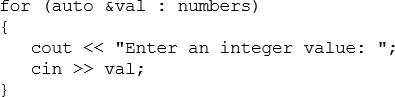 for (auto &val : numbers)
{
   cout << "Enter an integer value: ";
   cin >> val;
}